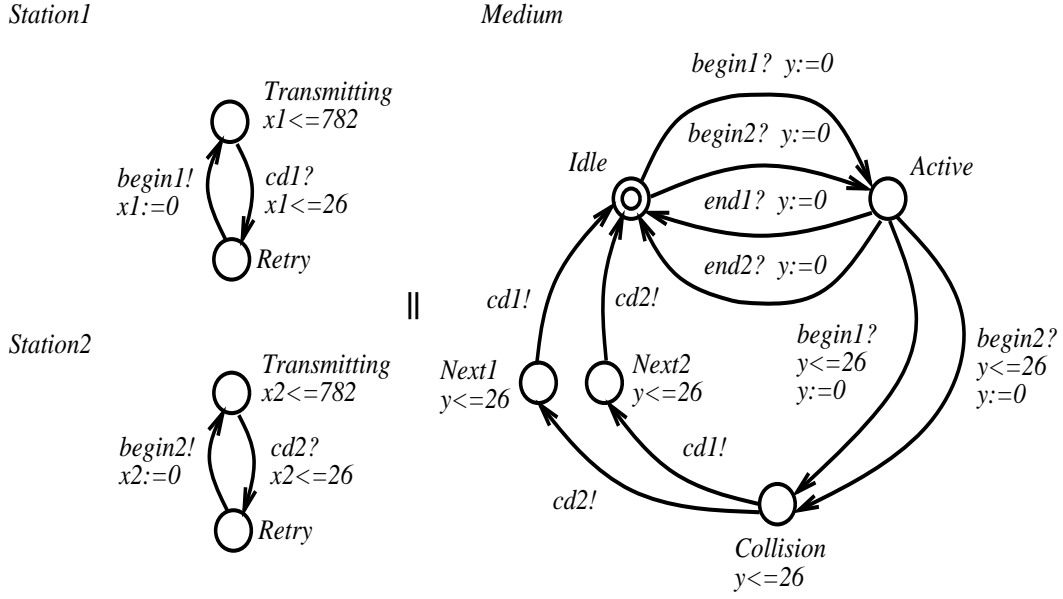 Station1
Medium
Transmitting
x1<=782
begin1!
x1:=0
cd1?
x1<=26
Retry
||
Station2
Transmitting
x2<=782
begin2!
x2:=0
cd2?
x2<=26
Retry
begin1? y:=0
begin2? y:=0
Idle
Active
end1? y:=0
end2? y:=0
cd1!
cd2!
begin1?
y<=26
y:=0
begin2?
y<=26
y:=0
Next1
y<=26
Next2
y<=26
cd1!
cd2!
Collision
y<=26